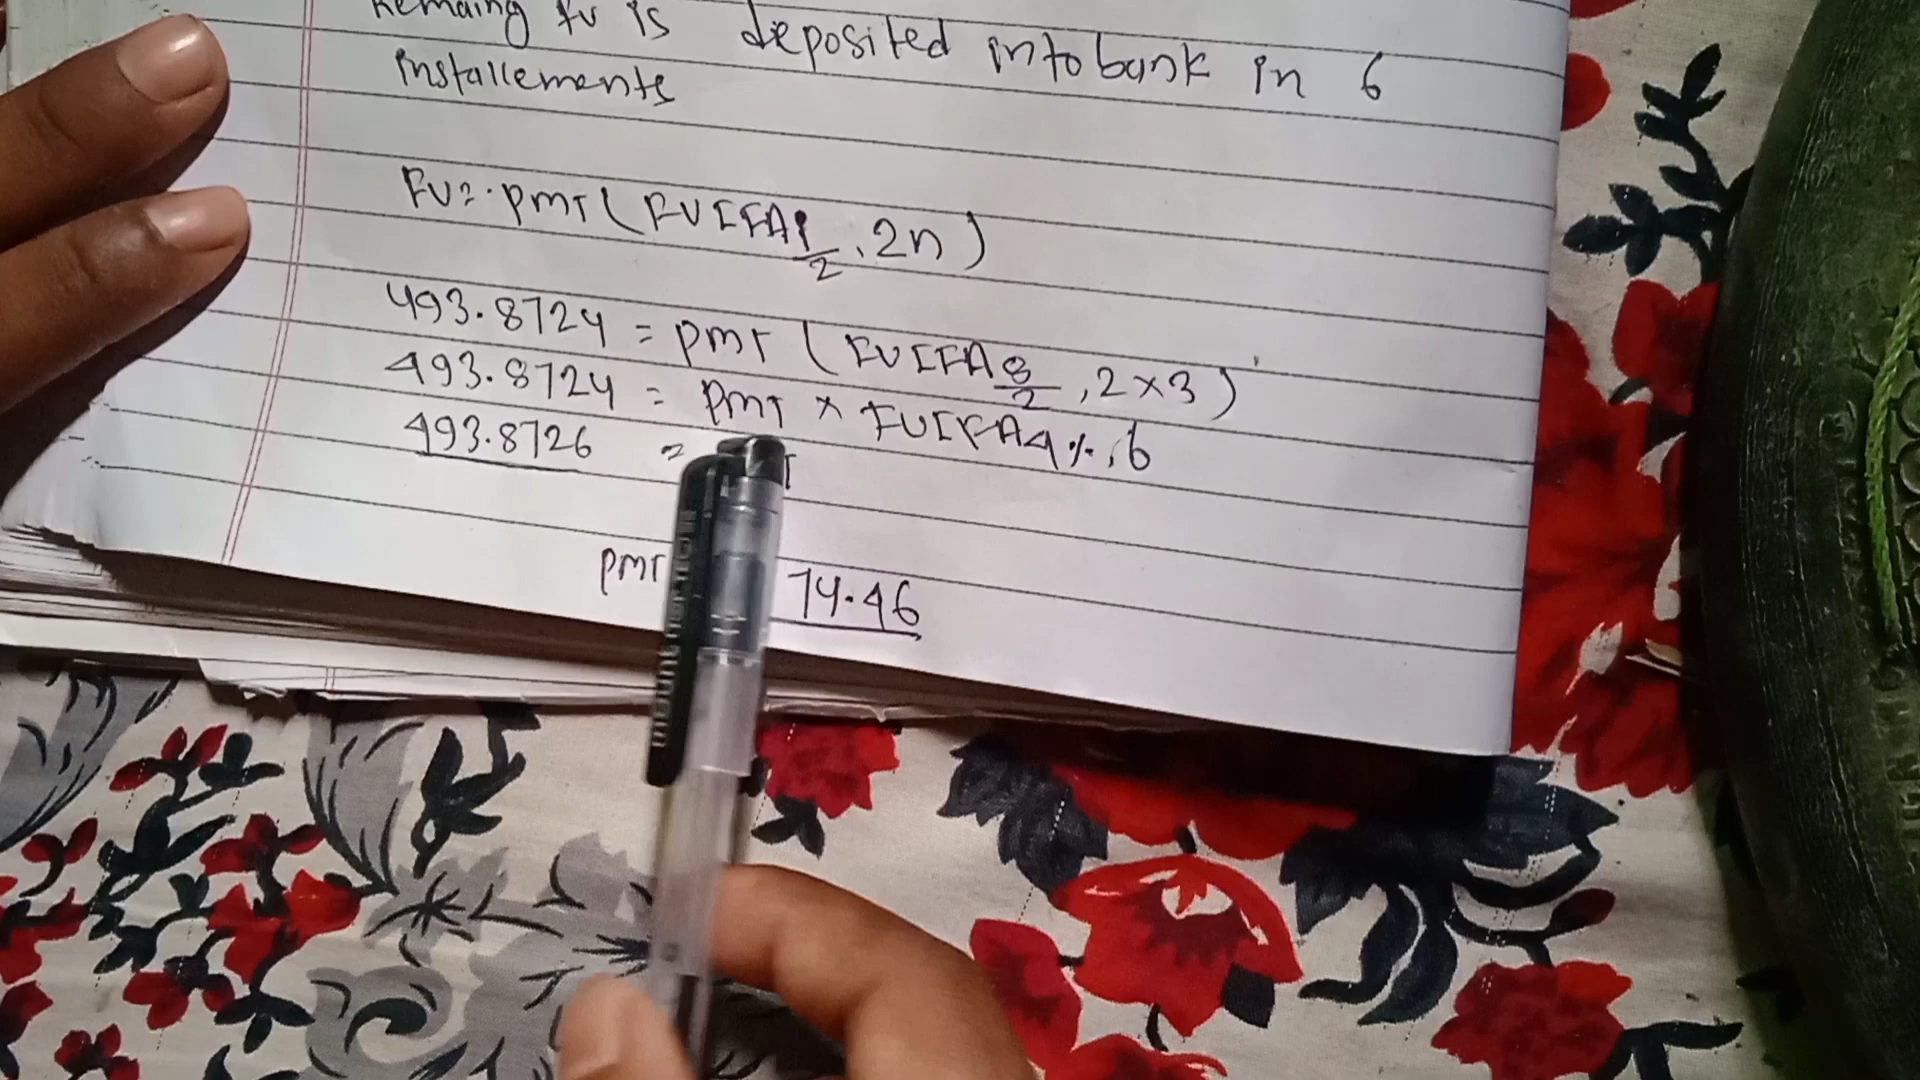 Remaing fv is deposited into bank in 6
installements
FV = PMT ( FVIFA i/2 , 2n )
493.8724 = PMT ( FVIFA 8/2 , 2×3 )
493.8724 = PMT × FVIFA 4% , 6
493.8726 =
PMT 74.46